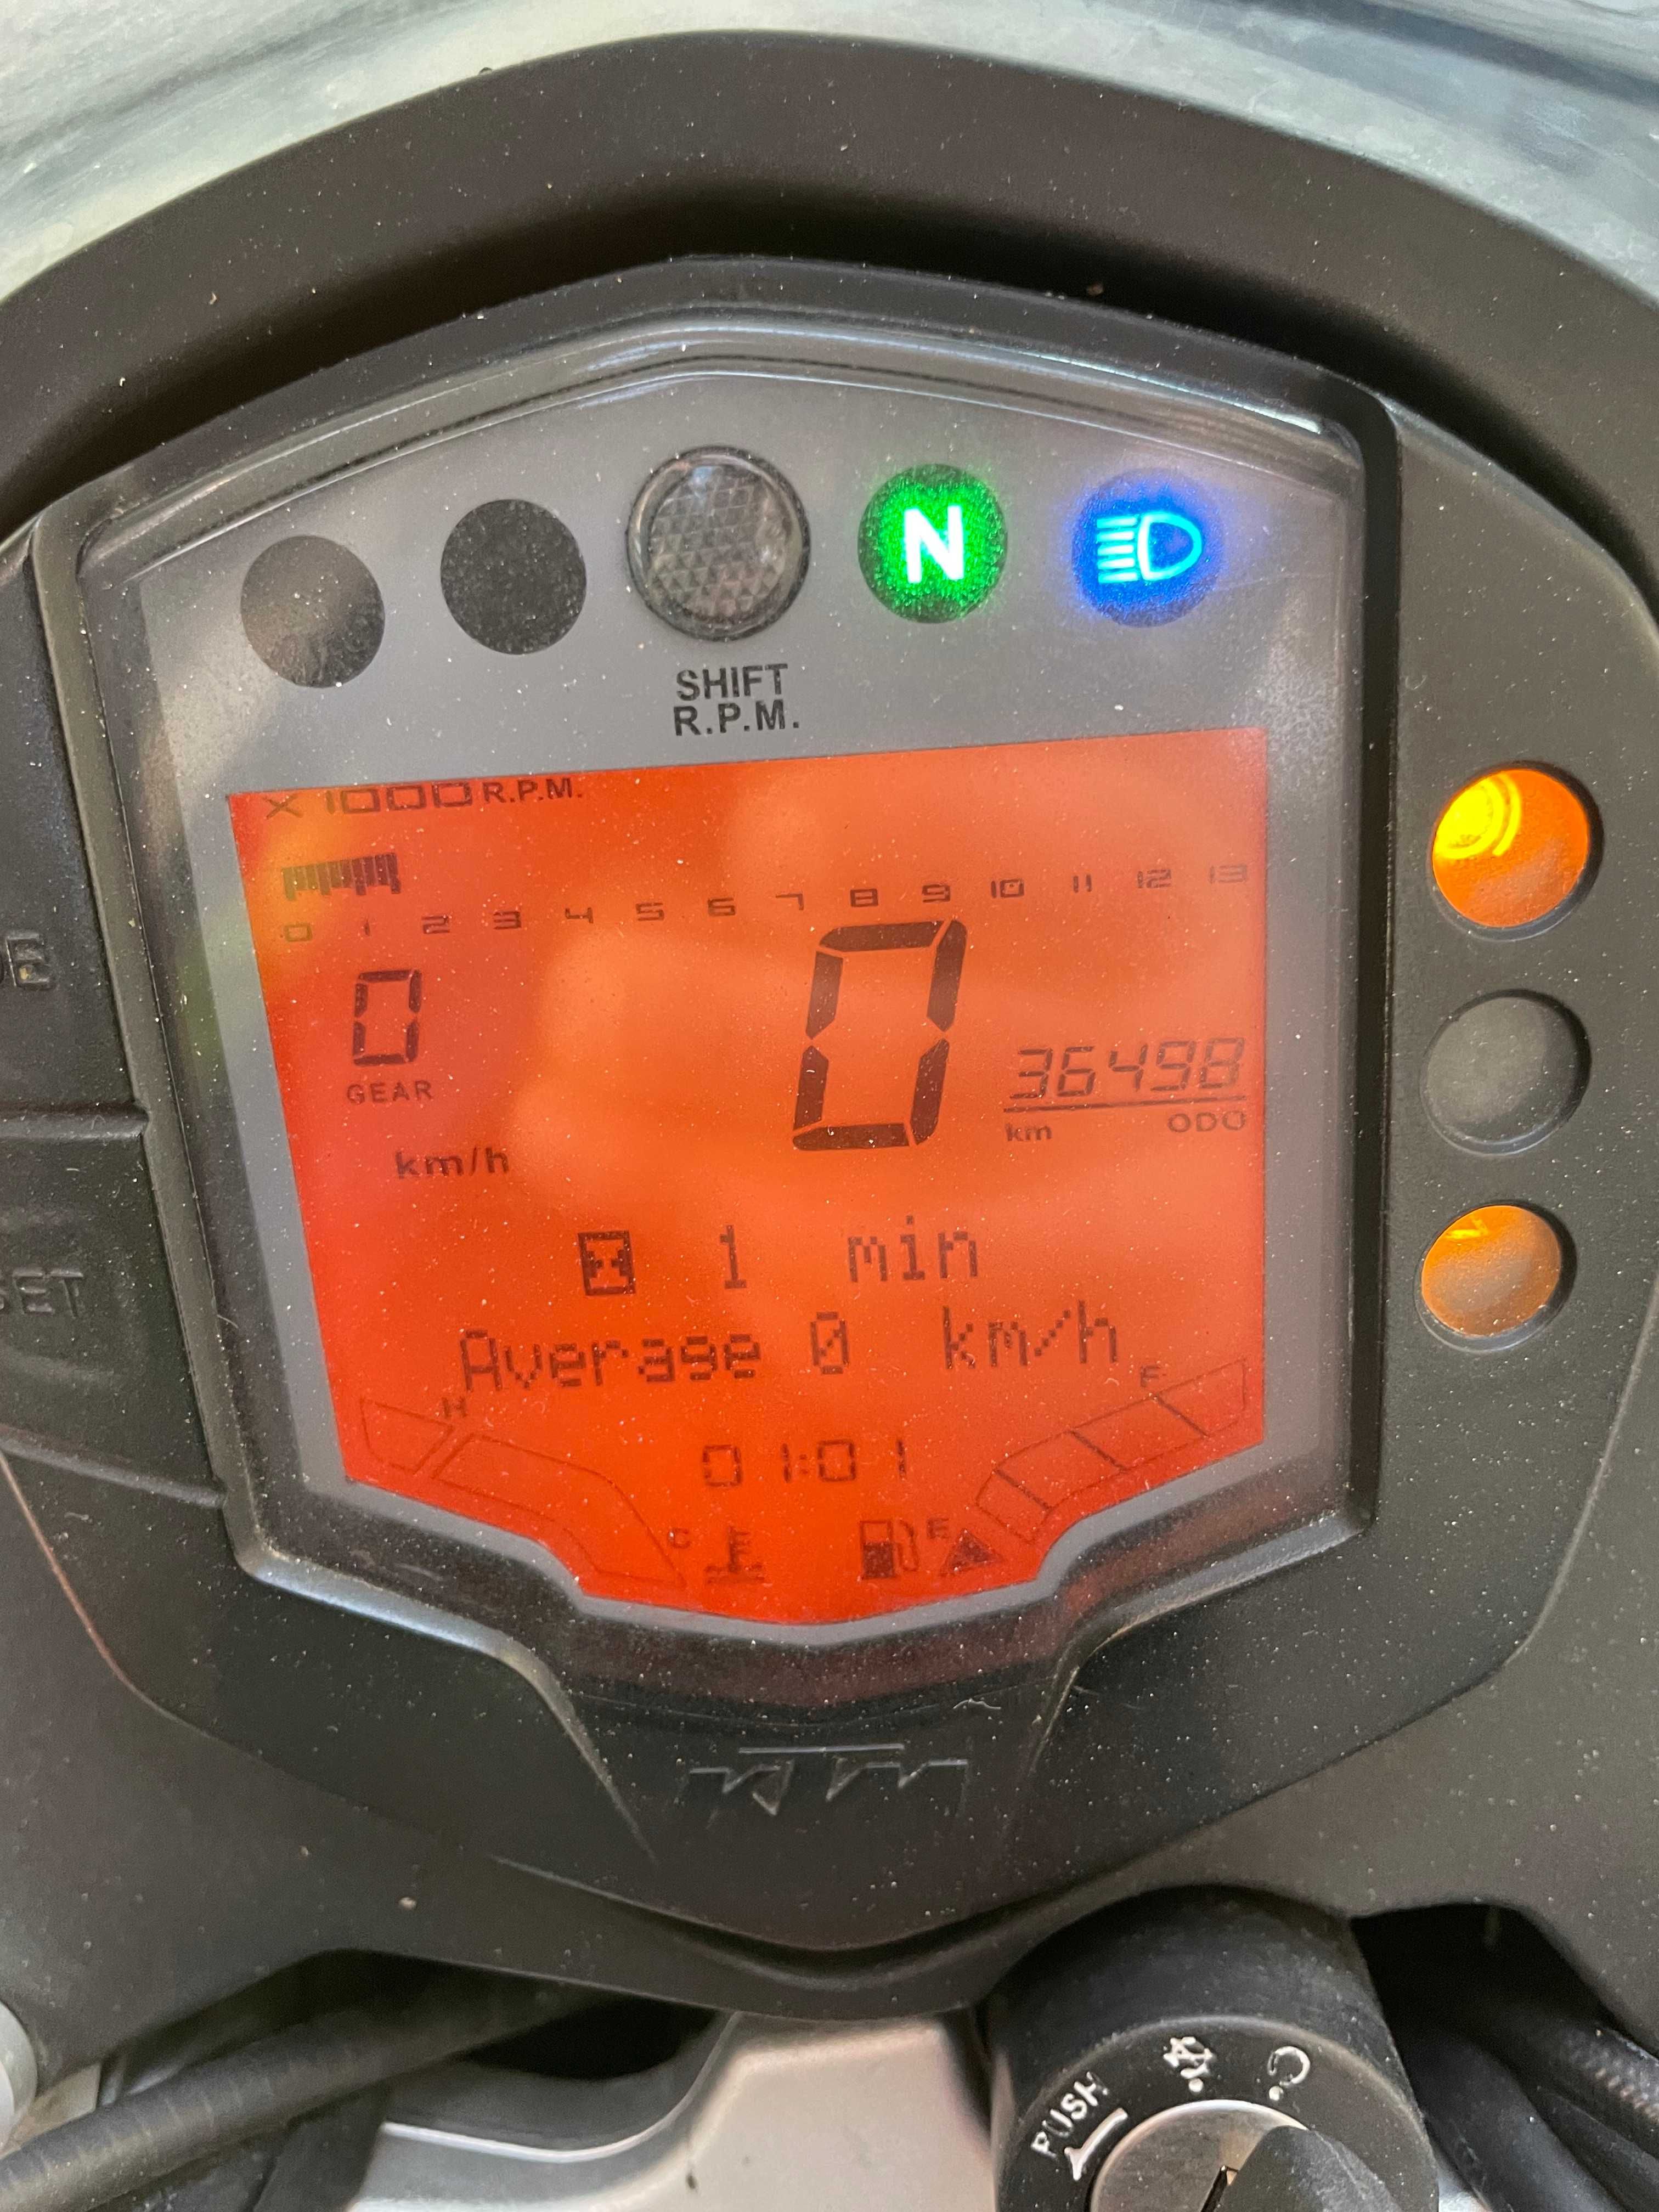 N
SHIFT
R.P.M.
X 1000 R.P.M.
0 1 2 3 4 5 6 7 8 9 10 11 12 13
0
GEAR
0
36498
km ODO
km/h
1 min
Average 0 km/h
H
F
01:01
C
E
KTM
PUSH